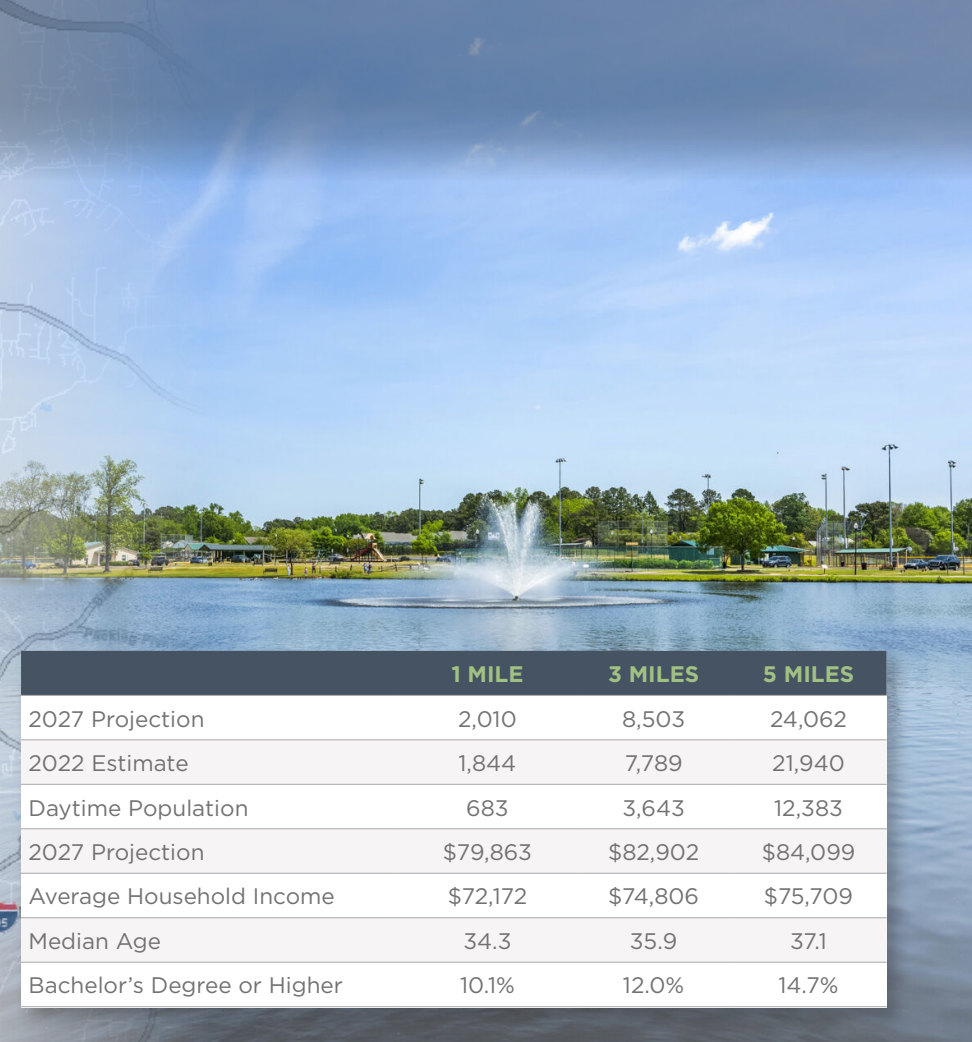 1 MILE 3 MILES 5 MILES
2027 Projection 2,010 8,503 24,062
2022 Estimate 1,844 7,789 21,940
Daytime Population 683 3,643 12,383
2027 Projection $79,863 $82,902 $84,099
Average Household Income $72,172 $74,806 $75,709
Median Age 34.3 35.9 37.1
Bachelor’s Degree or Higher 10.1% 12.0% 14.7%